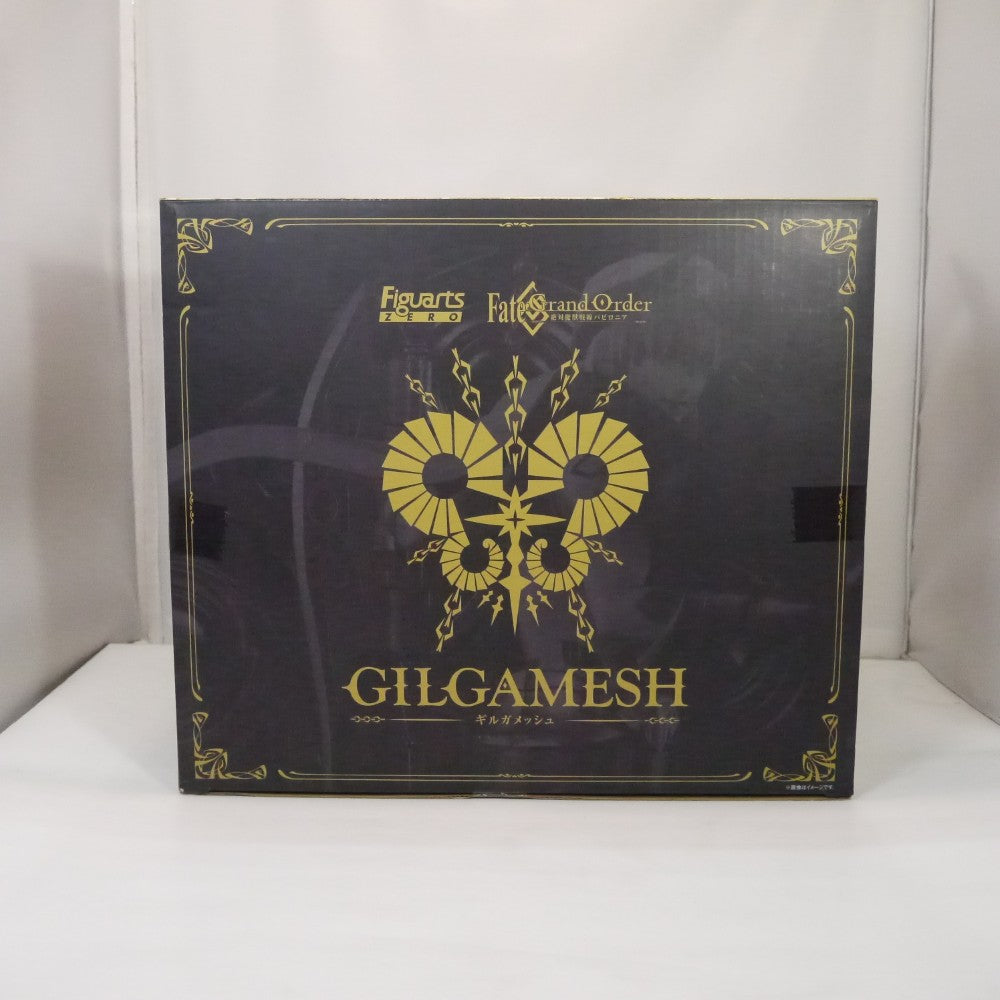 Figuarts
ZERO
Fate/Grand Order
絶対魔獣戦線バビロニア
GILGAMESH
ギルガメッシュ
※画像はイメージです。